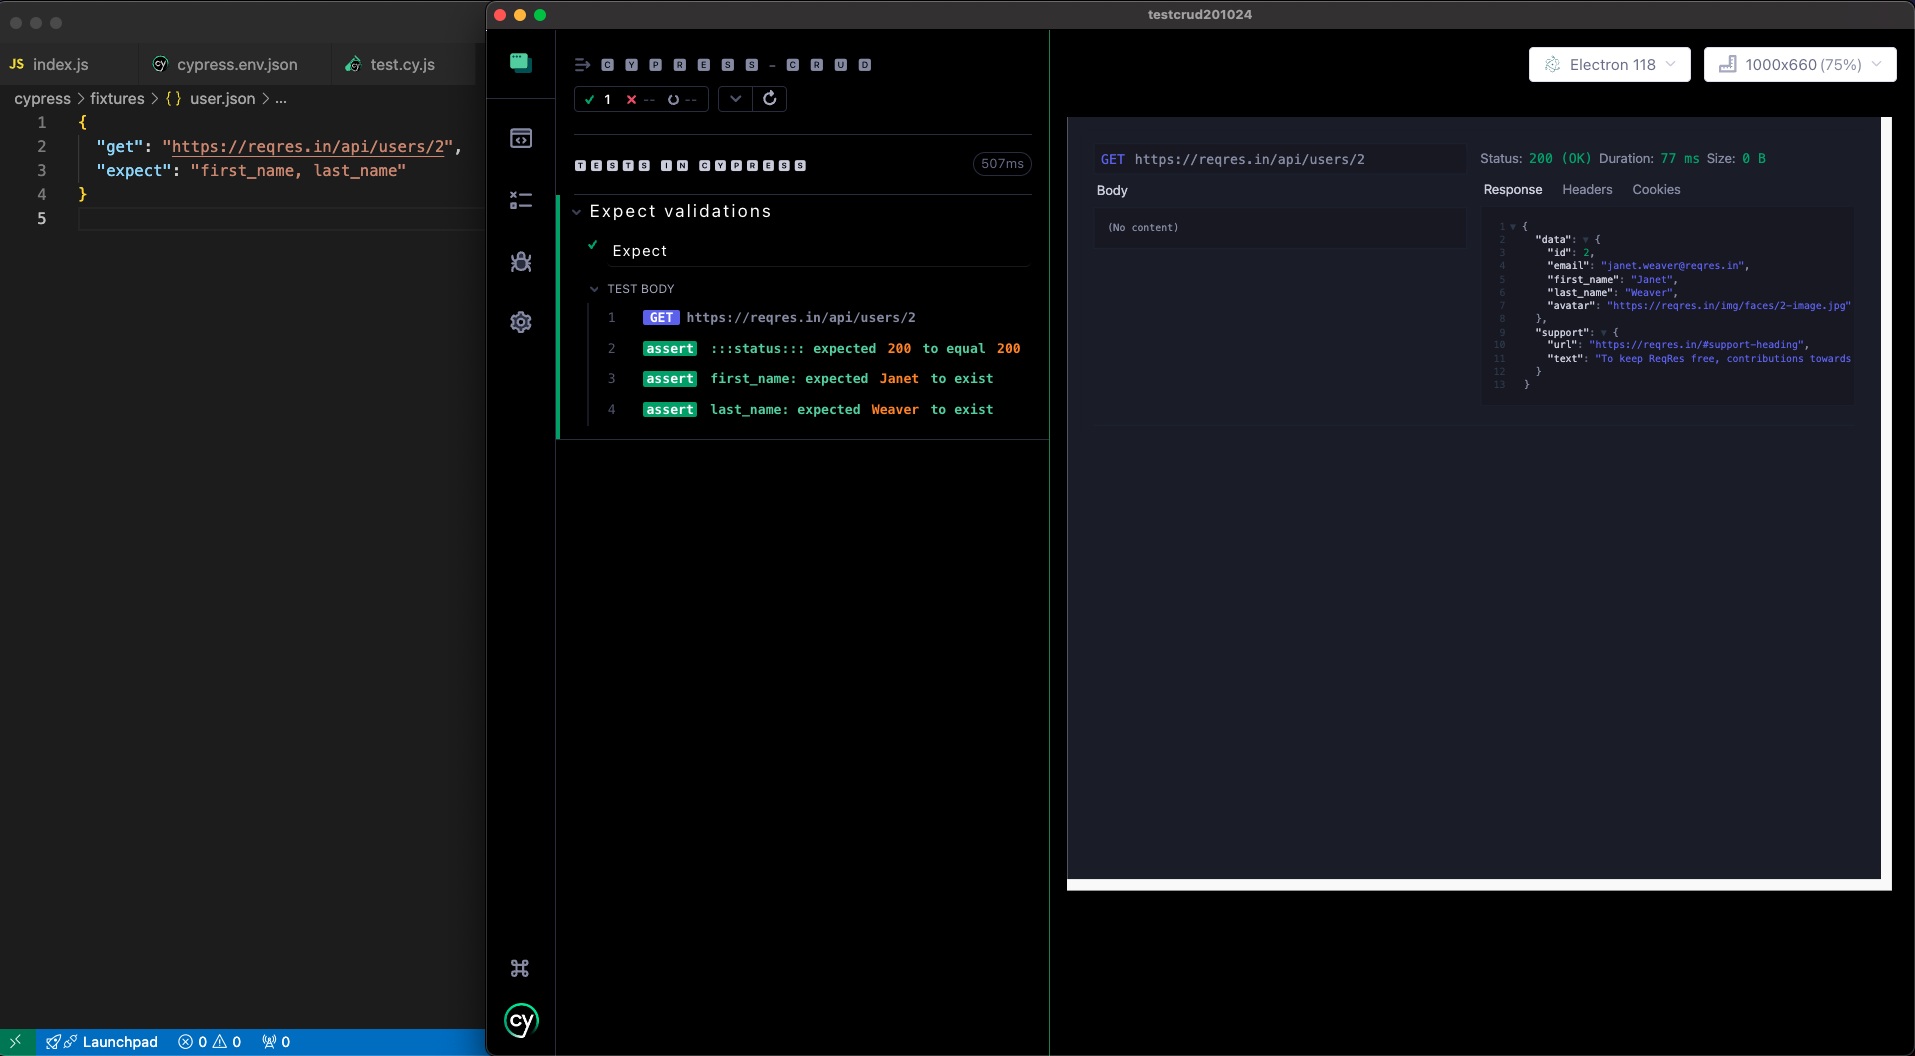 JS index.js
cypress.env.json
test.cy.js
cypress > fixtures > {} user.json > ...
1 {
2 "get": "https://reqres.in/api/users/2",
3 "expect": "first_name, last_name"
4 }
5
Launchpad 0 0 0
testcrud201024
CYPRESS-CRUD
1 -- --
TESTS IN CYPRESS
507ms
Expect validations
Expect
TEST BODY
1 GET https://reqres.in/api/users/2
2 assert :::status::: expected 200 to equal 200
3 assert first_name: expected Janet to exist
4 assert last_name: expected Weaver to exist
cy
Electron 118
1000x660 (75%)
GET https://reqres.in/api/users/2
Body
(No content)
Status: 200 (OK) Duration: 77 ms Size: 0 B
Response Headers Cookies
1 {
2 "data": {
3 "id": 2,
4 "email": "janet.weaver@reqres.in",
5 "first_name": "Janet",
6 "last_name": "Weaver",
7 "avatar": "https://reqres.in/img/faces/2-image.jpg"
8 },
9 "support": {
10 "url": "https://reqres.in/#support-heading",
11 "text": "To keep ReqRes free, contributions towards
12 }
13 }